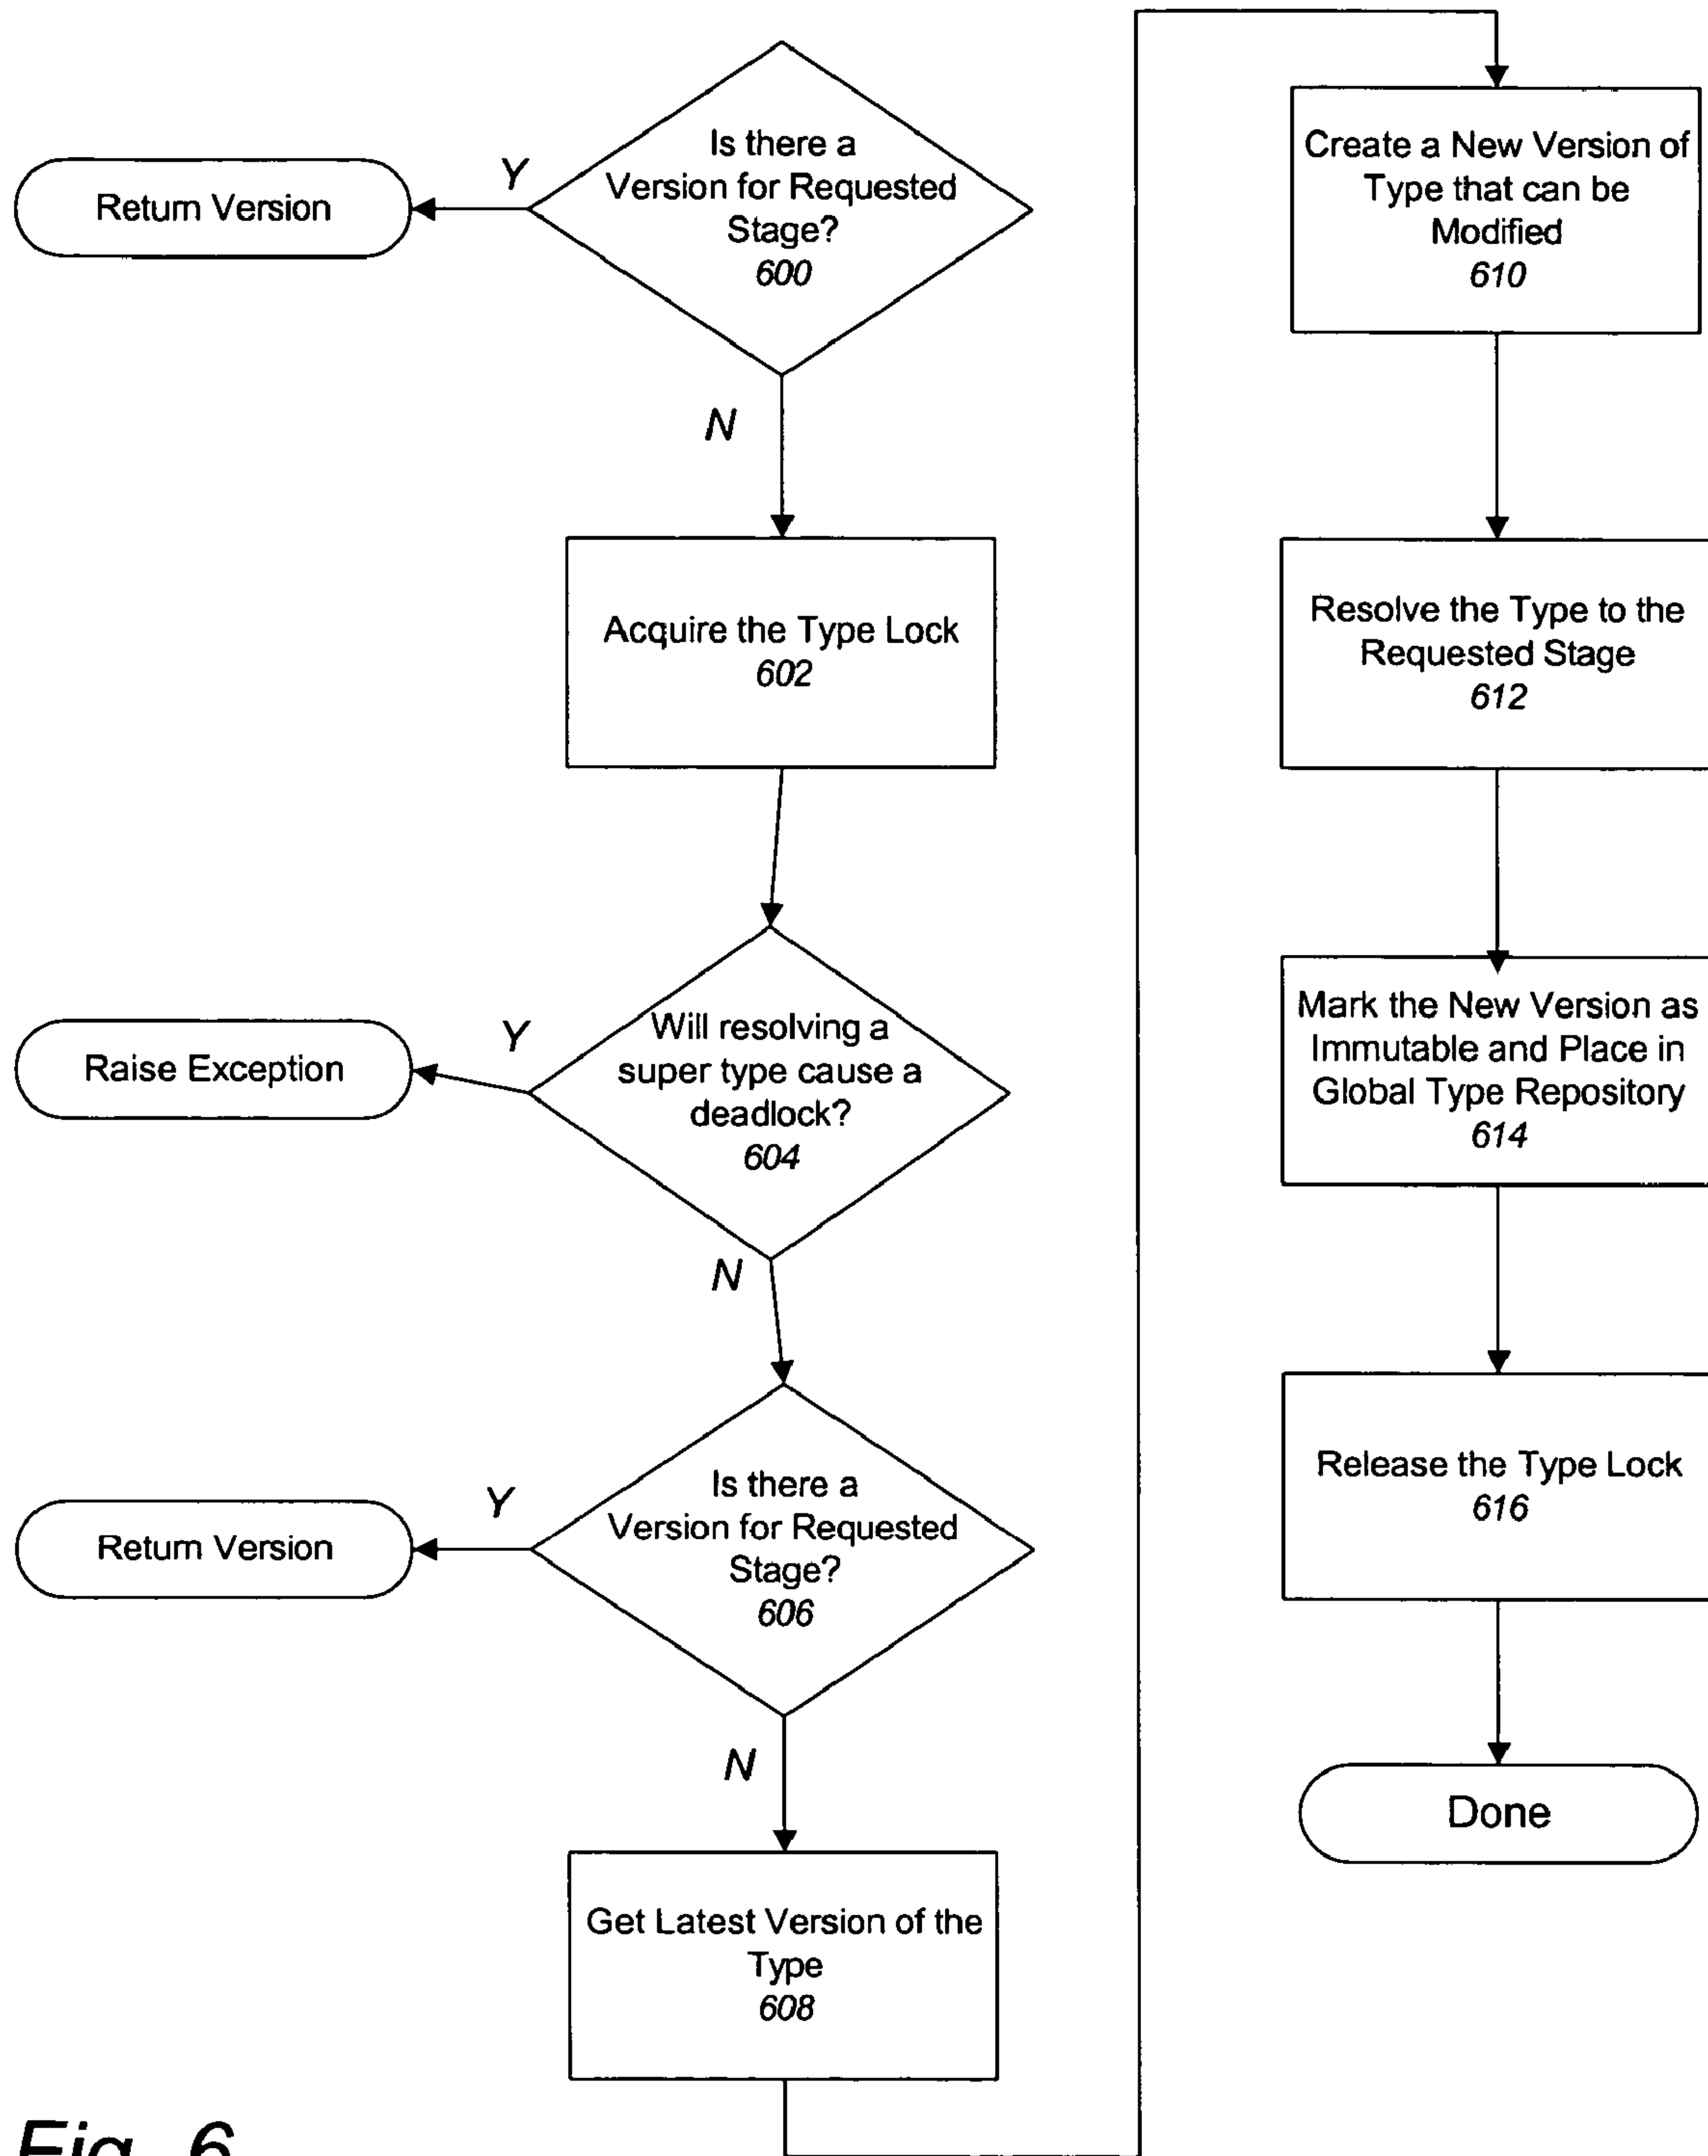 Is there a
Version for Requested
Stage?
600
Y
Return Version
N
Acquire the Type Lock
602
Will resolving a
super type cause a
deadlock?
604
Y
Raise Exception
N
Is there a
Version for Requested
Stage?
606
Y
Return Version
N
Get Latest Version of the
Type
608
Create a New Version of
Type that can be
Modified
610
Resolve the Type to the
Requested Stage
612
Mark the New Version as
Immutable and Place in
Global Type Repository
614
Release the Type Lock
616
Done
Fig. 6